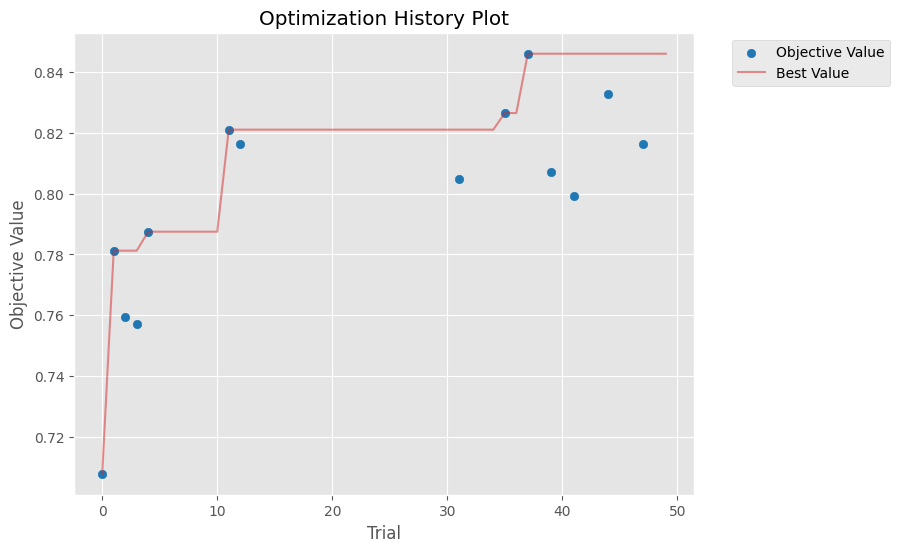 Optimization History Plot
Objective Value
Best Value
0.84
0.82
0.80
0.78
0.76
0.74
0.72
Objective Value
0
10
20
30
40
50
Trial